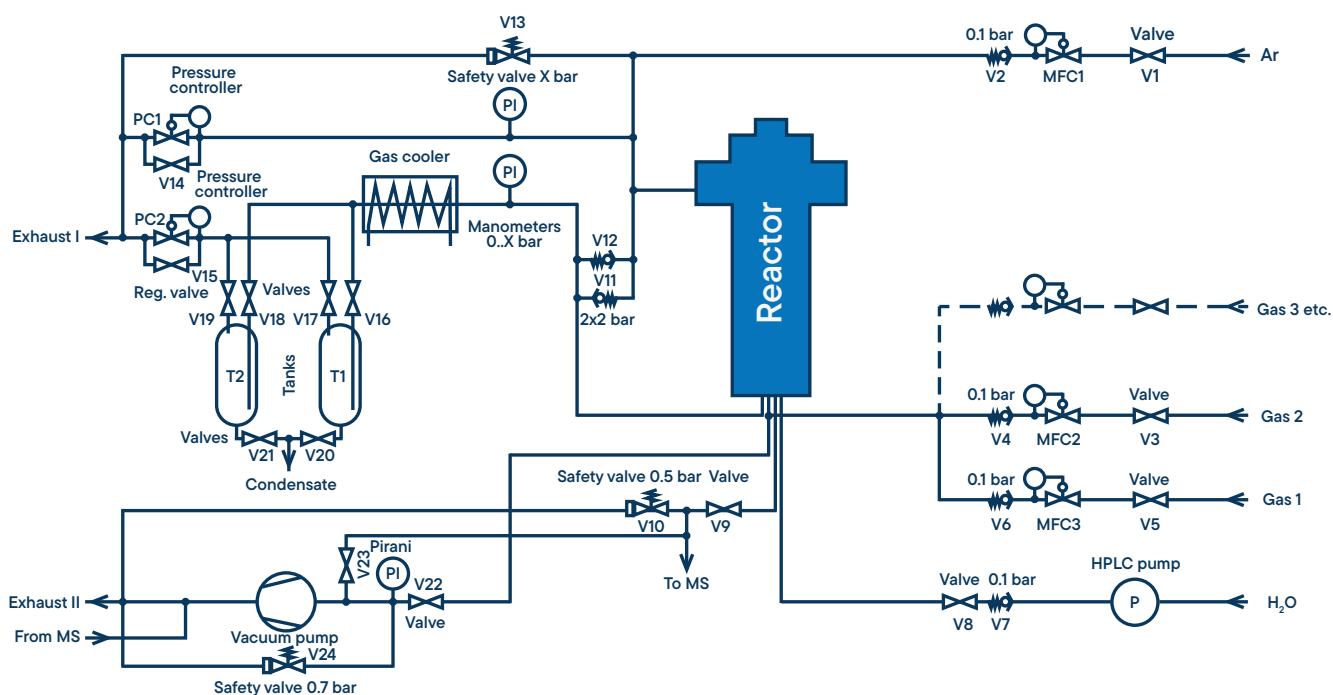 V13
0.1 bar
Valve
Ar
V2
MFC1
V1
Safety valve X bar
Pressure
controller
PI
PC1
V14
Pressure
controller
Gas cooler
PI
Manometers
0..X bar
PC2
Exhaust I
V15
Reg. valve
Valves
V12
V11
2x2 bar
V19
V18
V17
V16
T2
Tanks
T1
Valves
V21
V20
Condensate
Reactor
Gas 3 etc.
0.1 bar
Valve
Gas 2
V4
MFC2
V3
0.1 bar
Valve
Gas 1
V6
MFC3
V5
Safety valve 0.5 bar
Valve
V10
V9
To MS
V23
Pirani
PI
V22
Valve
Exhaust II
From MS
Vacuum pump
V24
Safety valve 0.7 bar
HPLC pump
Valve
0.1 bar
P
H₂O
V8
V7